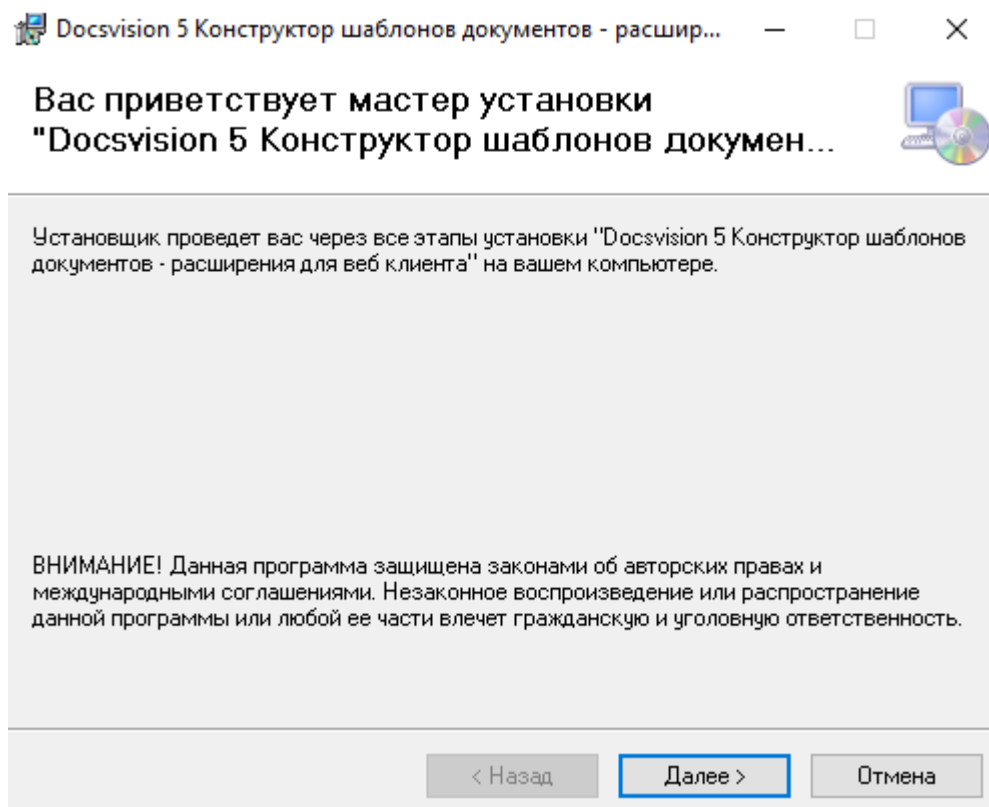 Docsvision 5 Конструктор шаблонов документов - расшир...
Вас приветствует мастер установки
"Docsvision 5 Конструктор шаблонов докумен...
Установщик проведет вас через все этапы установки "Docsvision 5 Конструктор шаблонов
документов - расширения для веб клиента" на вашем компьютере.
ВНИМАНИЕ! Данная программа защищена законами об авторских правах и
международными соглашениями. Незаконное воспроизведение или распространение
данной программы или любой ее части влечет гражданскую и уголовную ответственность.
< Назад
Далее >
Отмена